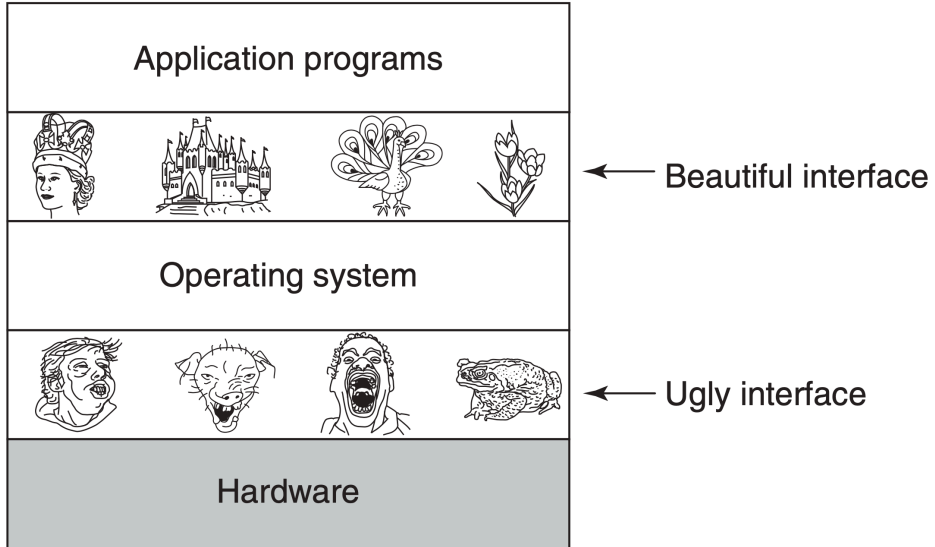 Application programs
Beautiful interface
Operating system
Ugly interface
Hardware